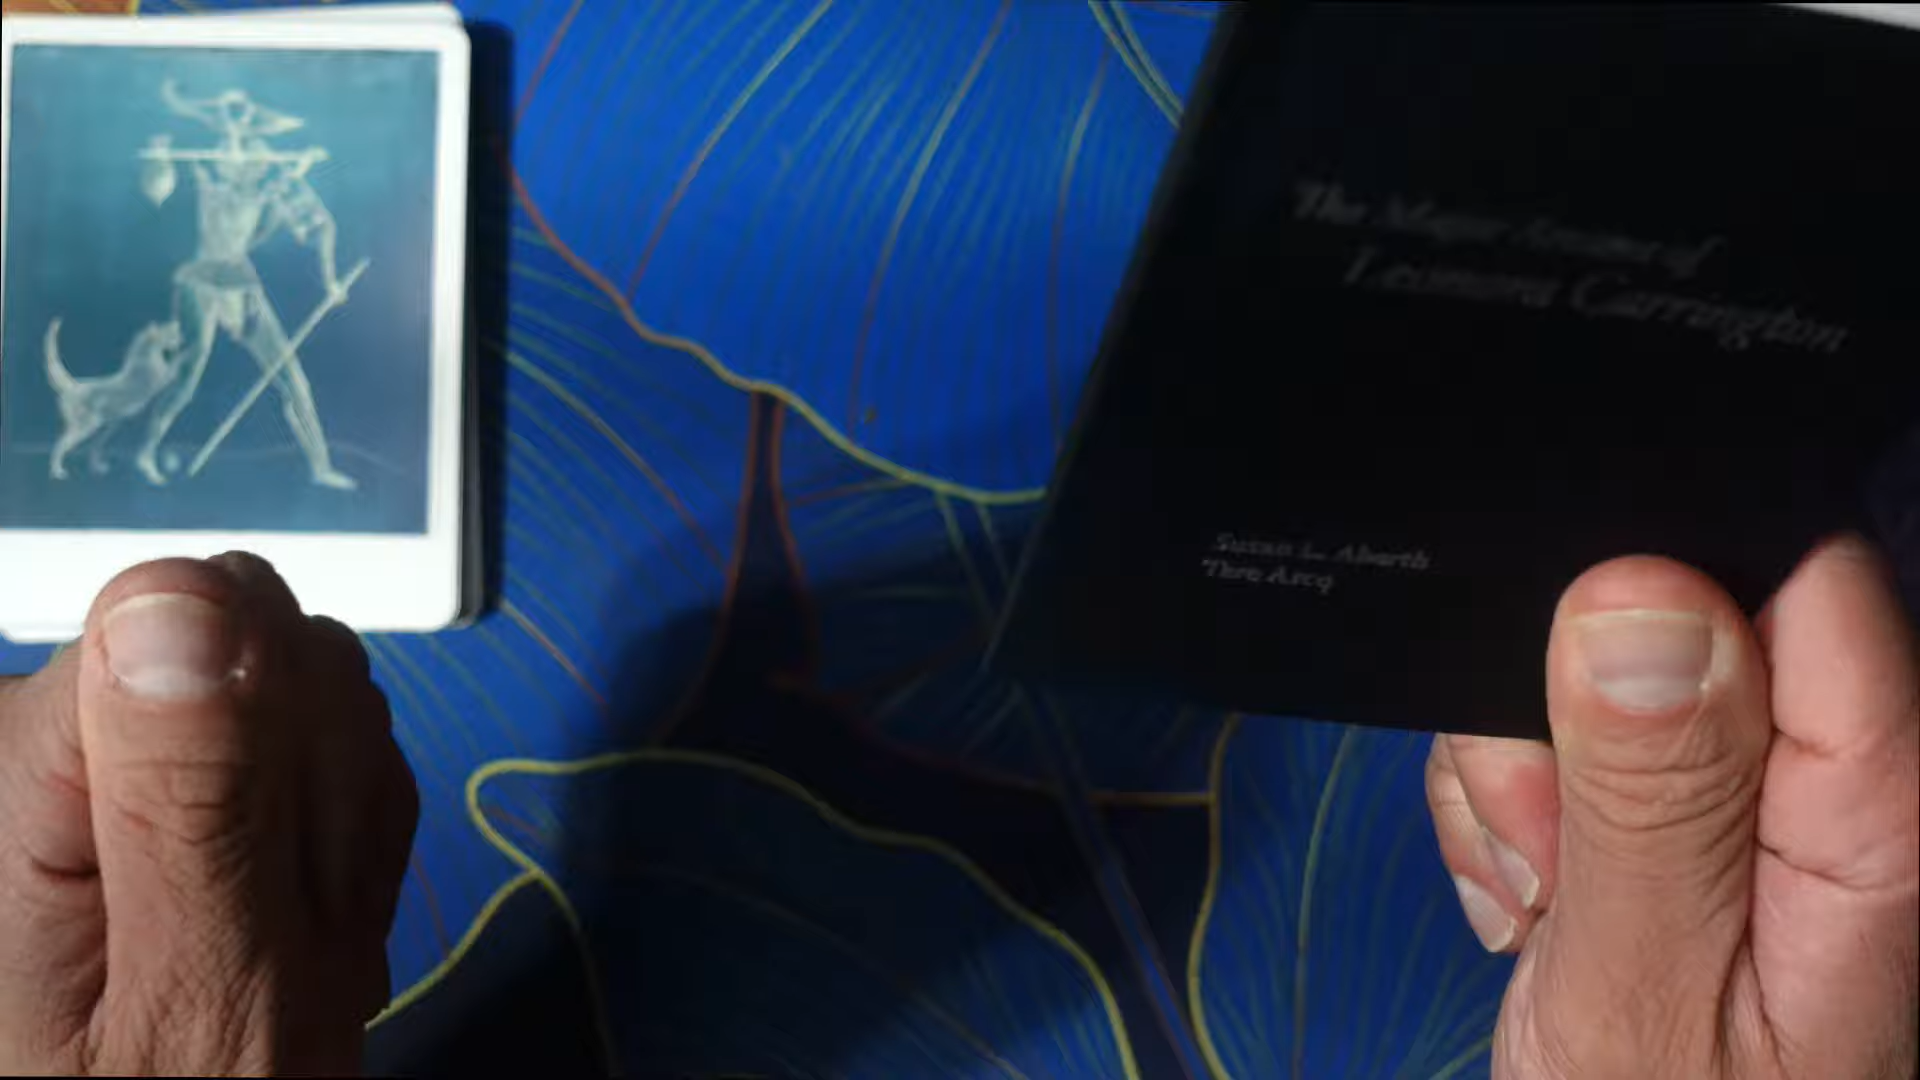 The Major Arcana of
Leonora Carrington
Susan L. Aberth
Tere Arcq